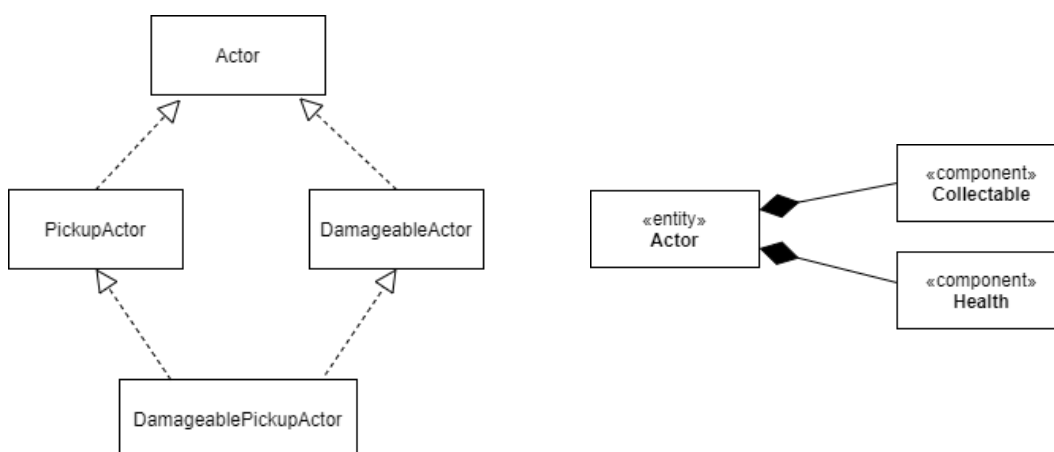 Actor
PickupActor
DamageableActor
DamageablePickupActor
«entity»
Actor
«component»
Collectable
«component»
Health